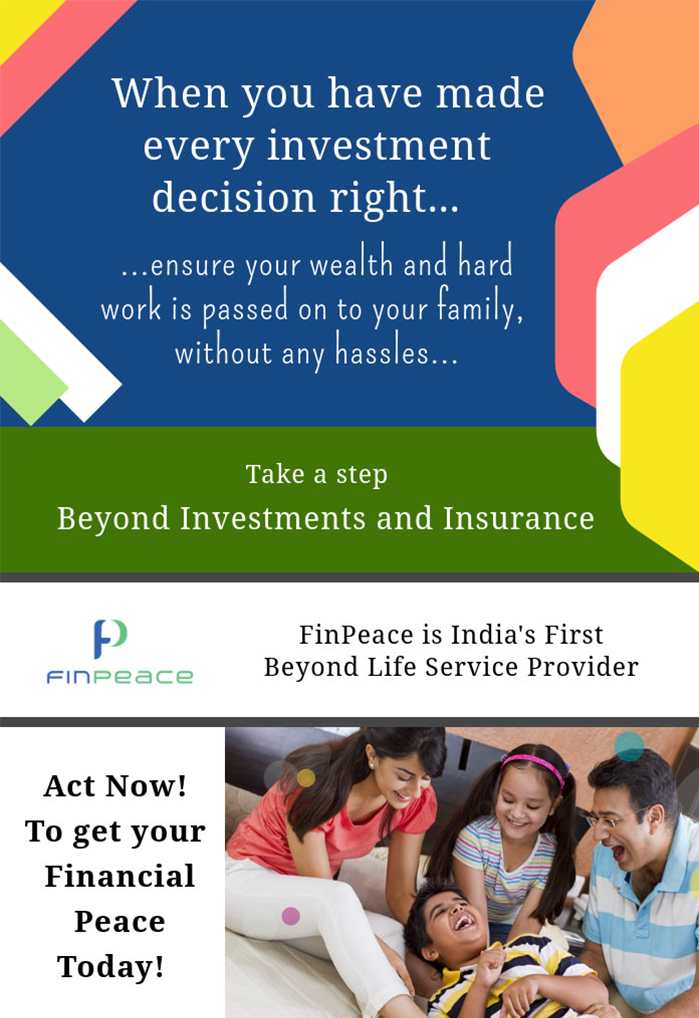 When you have made
every investment
decision right...
...ensure your wealth and hard
work is passed on to your family,
without any hassles...
Take a step
Beyond Investments and Insurance
FINPEACE
FinPeace is India's First
Beyond Life Service Provider
Act Now!
To get your
Financial
Peace
Today!